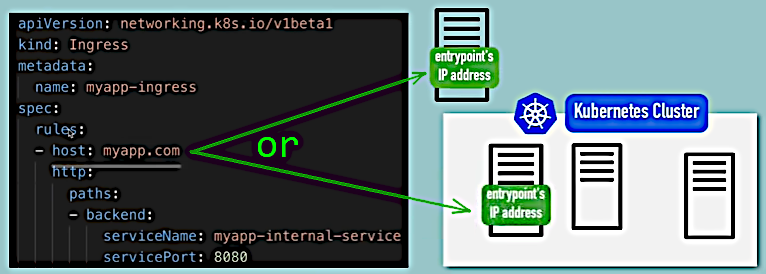 apiVersion: networking.k8s.io/v1beta1
kind: Ingress
metadata:
  name: myapp-ingress
spec:
  rules:
  - host: myapp.com
    http:
      paths:
      - backend:
          serviceName: myapp-internal-service
          servicePort: 8080
or
entrypoint's
IP address
Kubernetes Cluster
entrypoint's
IP address